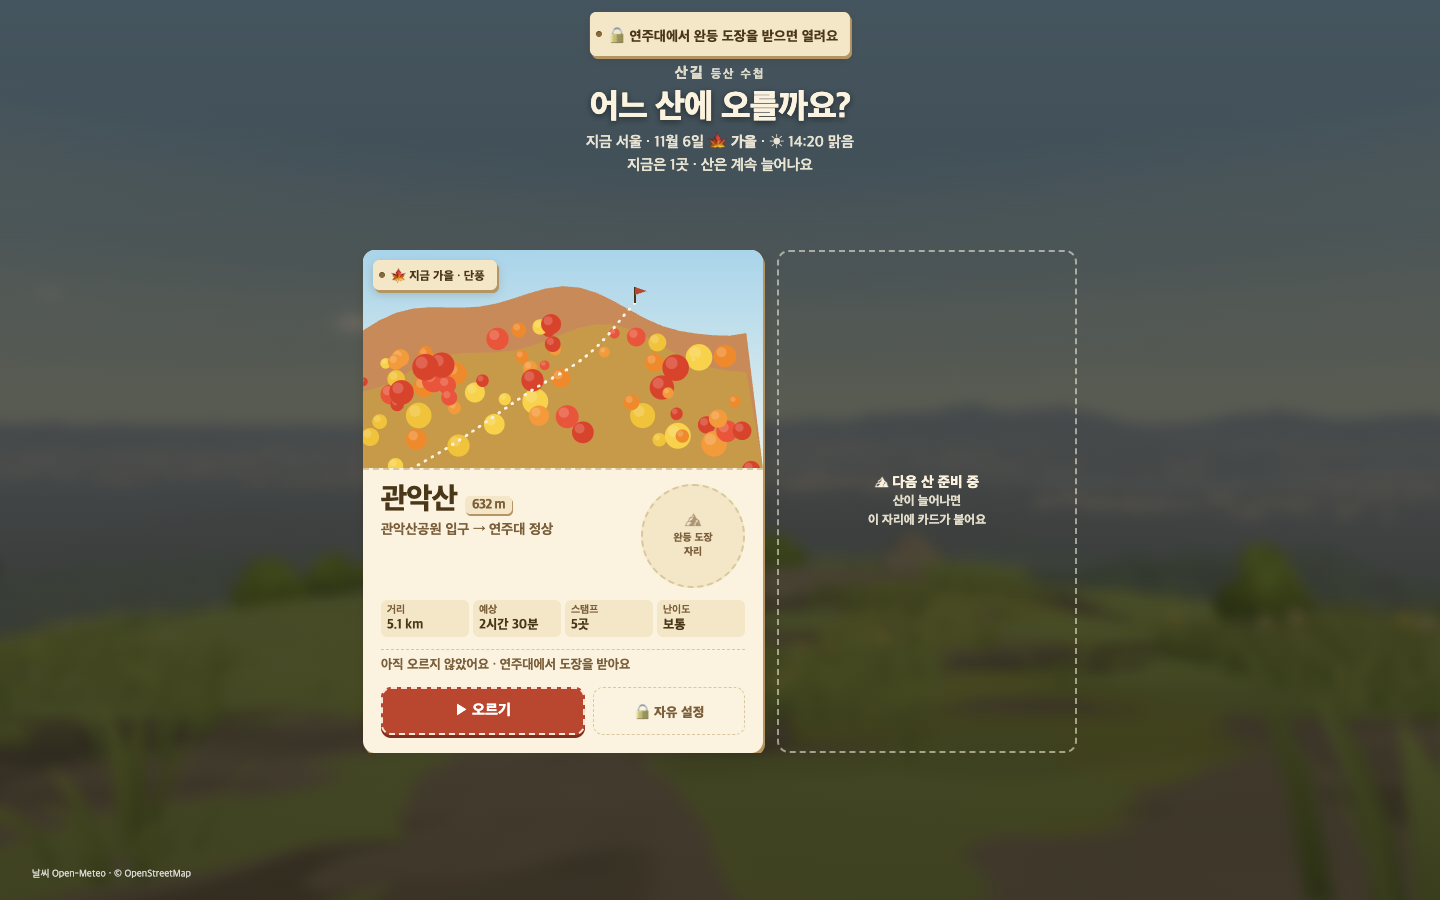 🔒 연주대에서 완등 도장을 받으면 열려요
산길 등산 수첩
어느 산에 오를까요?
지금 서울 · 11월 6일 🍁 가을 · ☀ 14:20 맑음
지금은 1곳 · 산은 계속 늘어나요
🍁 지금 가을 · 단풍
관악산 632 m
관악산공원 입구 → 연주대 정상
완등 도장
자리
거리
5.1 km
예상
2시간 30분
스탬프
5곳
난이도
보통
아직 오르지 않았어요 · 연주대에서 도장을 받아요
▶ 오르기
🔒 자유 설정
⛰ 다음 산 준비 중
산이 늘어나면
이 자리에 카드가 붙어요
날씨 Open-Meteo · © OpenStreetMap